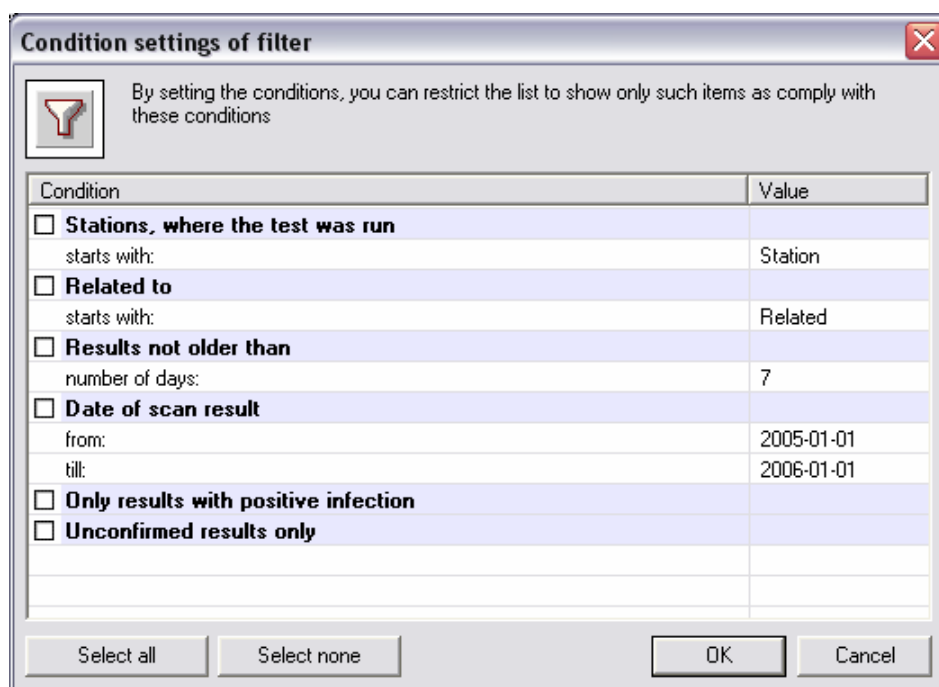 Condition settings of filter
By setting the conditions, you can restrict the list to show only such items as comply with
these conditions
Condition Value
Stations, where the test was run
starts with: Station
Related to
starts with: Related
Results not older than
number of days: 7
Date of scan result
from: 2005-01-01
till: 2006-01-01
Only results with positive infection
Unconfirmed results only
Select all Select none OK Cancel